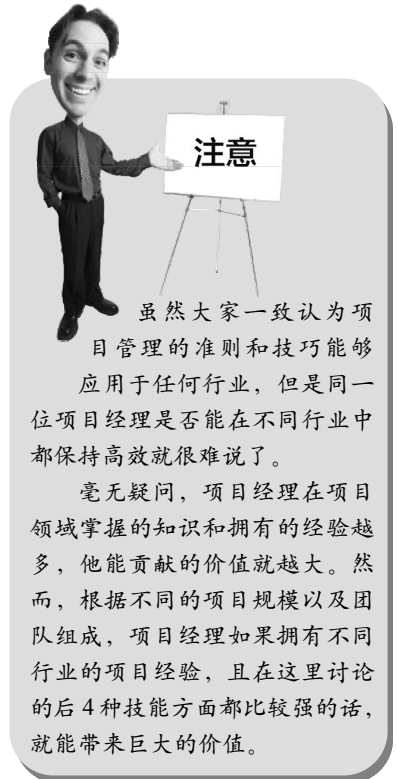 注意
虽然大家一致认为项
目管理的准则和技巧能够
应用于任何行业，但是同一
位项目经理是否能在不同行业中
都保持高效就很难说了。
毫无疑问，项目经理在项目
领域掌握的知识和拥有的经验越
多，他能贡献的价值就越大。然
而，根据不同的项目规模以及团
队组成，项目经理如果拥有不同
行业的项目经验，且在这里讨论
的后4种技能方面都比较强的话，
就能带来巨大的价值。